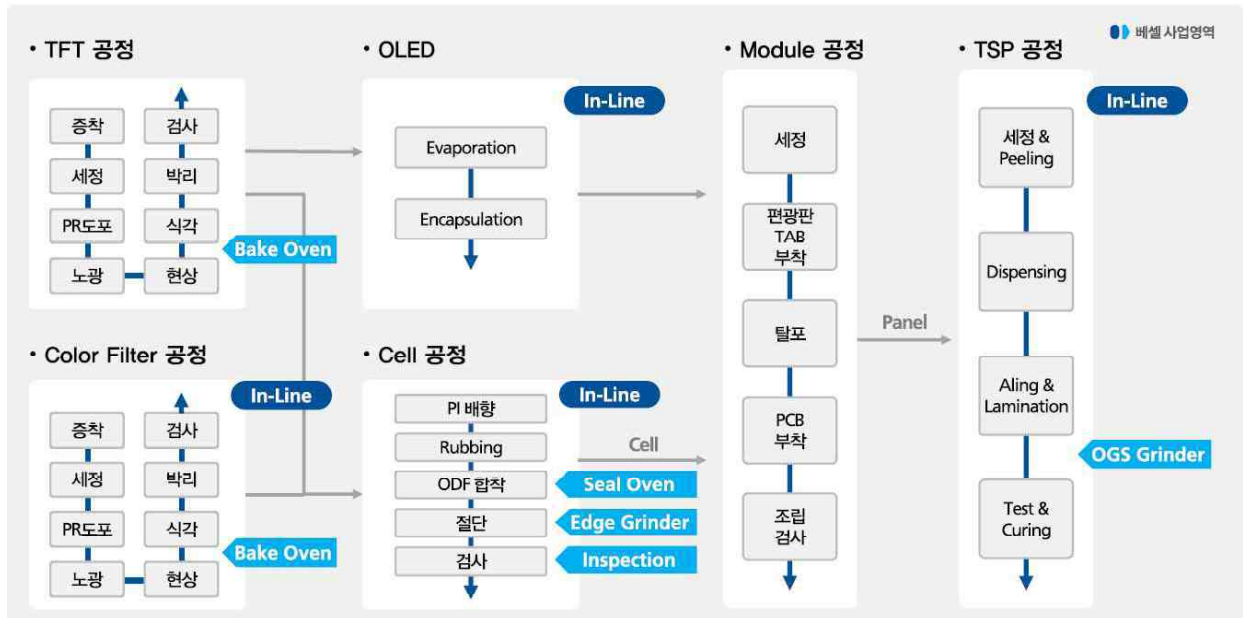 베셀 사업영역
• TFT 공정
증착
세정
PR도포
노광
검사
박리
식각
현상
Bake Oven
• OLED
In-Line
Evaporation
Encapsulation
• Color Filter 공정
In-Line
증착
세정
PR도포
노광
검사
박리
식각
현상
Bake Oven
• Cell 공정
In-Line
PI 배향
Rubbing
ODF 합작
절단
검사
Seal Oven
Edge Grinder
Inspection
Cell
• Module 공정
세정
편광판
TAB
부착
탈포
PCB
부착
조립
검사
Panel
• TSP 공정
In-Line
세정 &
Peeling
Dispensing
Aling &
Lamination
OGS Grinder
Test &
Curing